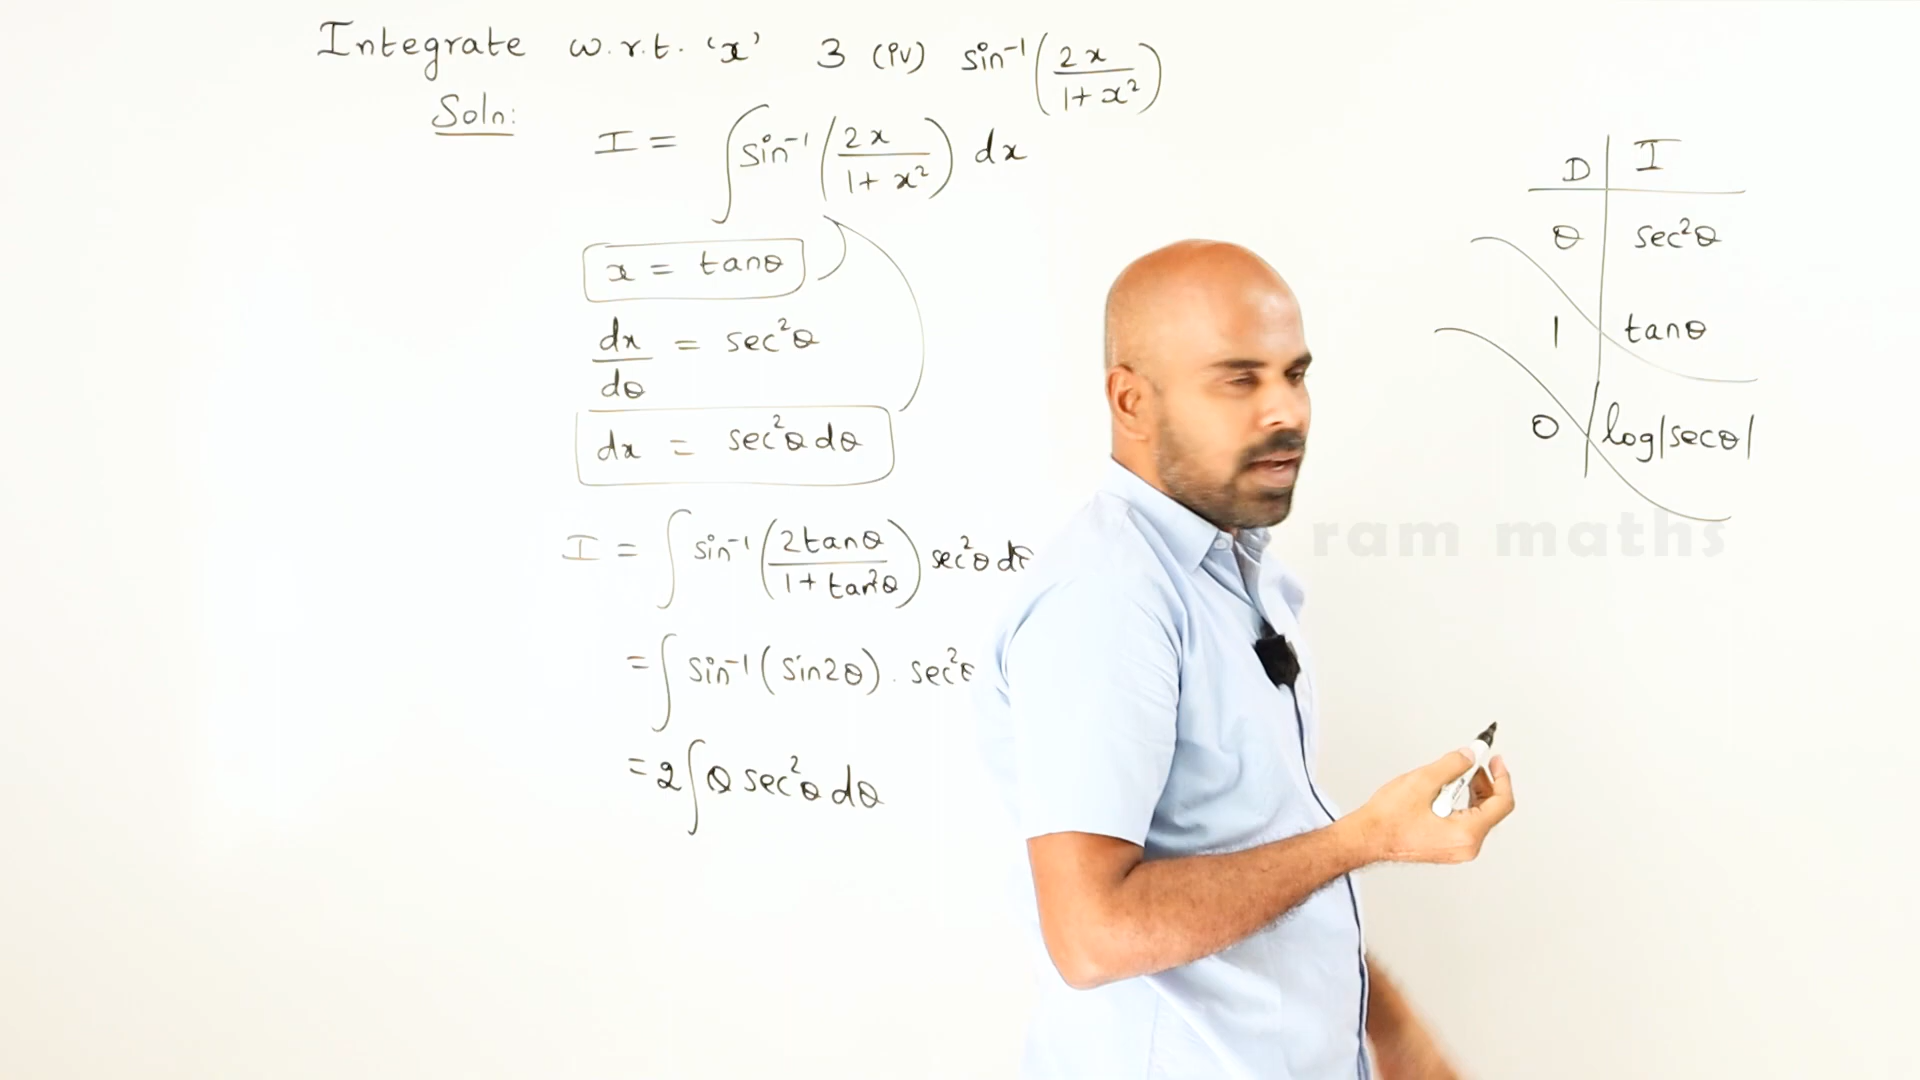 Integrate w.r.t. 'x' 3 (iv) sin⁻¹(2x/1+x²)
Soln:
I = ∫ sin⁻¹(2x/1+x²) dx
x = tanθ
dx/dθ = sec²θ
dx = sec²θ dθ
I = ∫ sin⁻¹(2tanθ/1+tan²θ) sec²θ d
= ∫ sin⁻¹(sin2θ) . sec²
= 2∫ θ sec²θ dθ
D | I
θ | sec²θ
1 | tanθ
0 | log|secθ|
ram maths